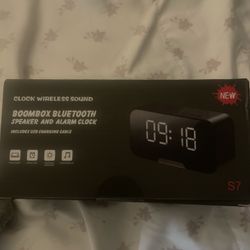 CLOCK WIRELESS SOUND
NEW
BOOMBOX BLUETOOTH
SPEAKER AND ALARM CLOCK
INCLUDES USB CHARGING CABLE
09:18
S7